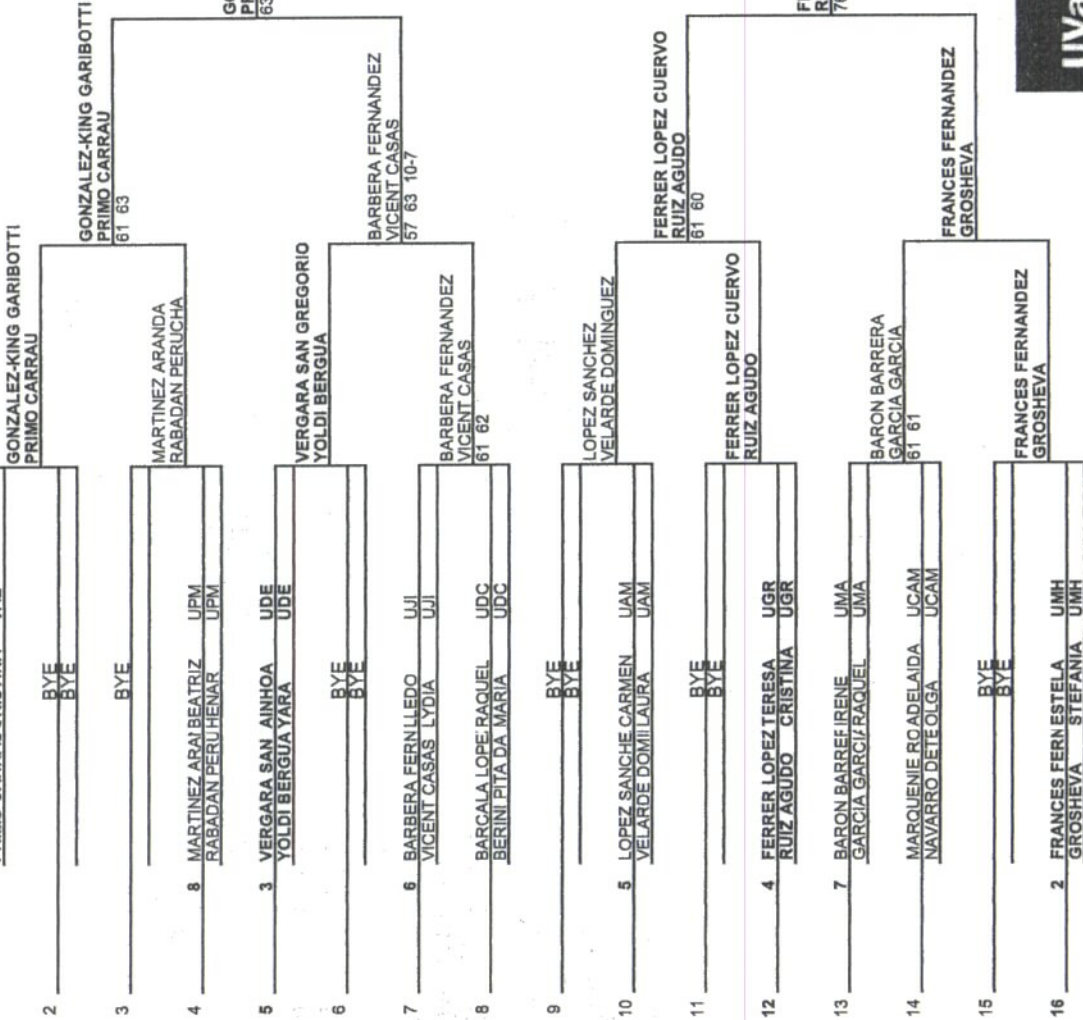 GONZALEZ-KING GARIBOTTI
PRIMO CARRAU
2 BYE
BYE
3 BYE
4 8 MARTINEZ ARAI BEATRIZ UPM
RABADAN PERU HENAR UPM
5 3 VERGARA SAN AINHOA UDE
YOLDI BERGUA YARA UDE
6 BYE
BYE
7 6 BARBERA FERN LLEDO UJI
VICENT CASAS LYDIA UJI
8 BARCALA LOPE RAQUEL UDC
BERINI PITA DA MARIA UDC
9 BYE
BYE
10 5 LOPEZ SANCHE CARMEN UAM
VELARDE DOMII LAURA UAM
11 BYE
BYE
12 4 FERRER LOPEZ TERESA UGR
RUIZ AGUDO CRISTINA UGR
13 7 BARON BARREF IRENE UMA
GARCIA GARCIA RAQUEL UMA
14 MARQUENIE RO ADELAIDA UCAM
NAVARRO DETE OLGA UCAM
15 BYE
BYE
16 2 FRANCES FERN ESTELA UMH
GROSHEVA STEFANIA UMH
MARTINEZ ARANDA
RABADAN PERUCHA
VERGARA SAN GREGORIO
YOLDI BERGUA
BARBERA FERNANDEZ
VICENT CASAS
61 62
LOPEZ SANCHEZ
VELARDE DOMINGUEZ
FERRER LOPEZ CUERVO
RUIZ AGUDO
BARON BARRERA
GARCIA GARCIA
61 61
FRANCES FERNANDEZ
GROSHEVA
GONZALEZ-KING GARIBOTTI
PRIMO CARRAU
61 63
BARBERA FERNANDEZ
VICENT CASAS
57 63 10-7
FERRER LOPEZ CUERVO
RUIZ AGUDO
61 60
FRANCES FERNANDEZ
GROSHEVA
63
UVa